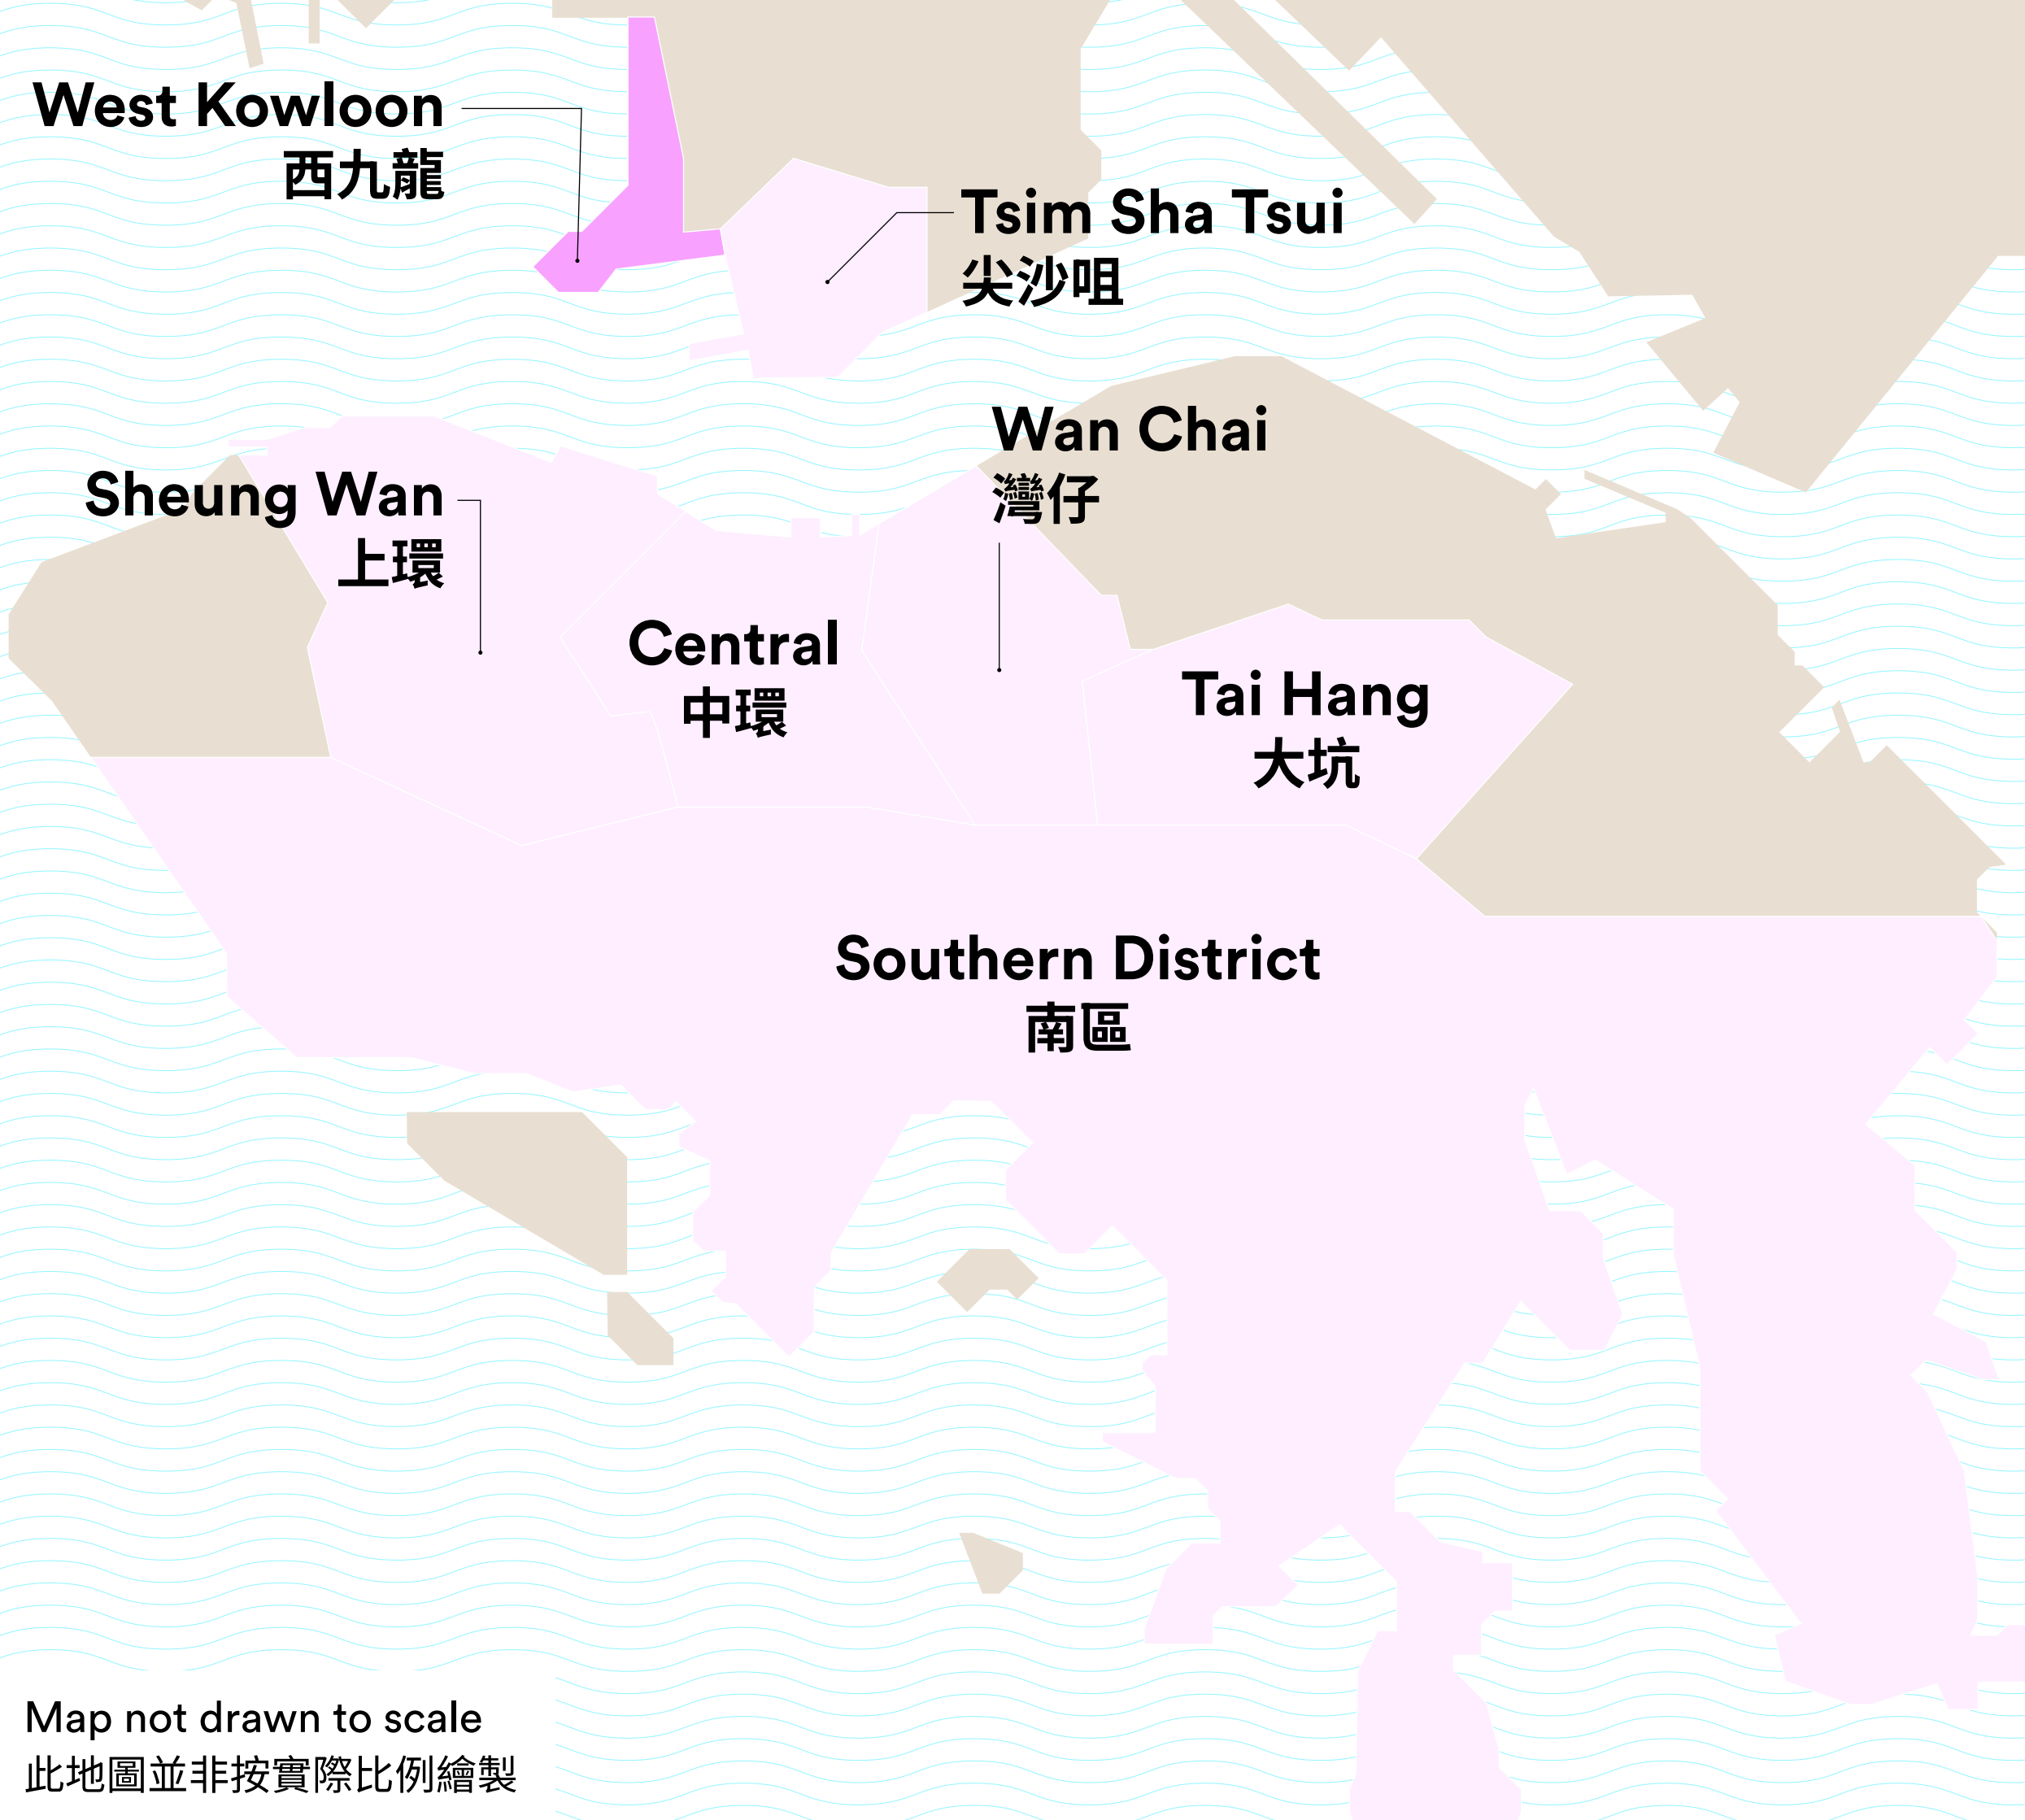 West Kowloon
西九龍
Tsim Sha Tsui
尖沙咀
Wan Chai
灣仔
Sheung Wan
上環
Central
中環
Tai Hang
大坑
Southern District
南區
Map not drawn to scale
此地圖並非按實際比例繪製